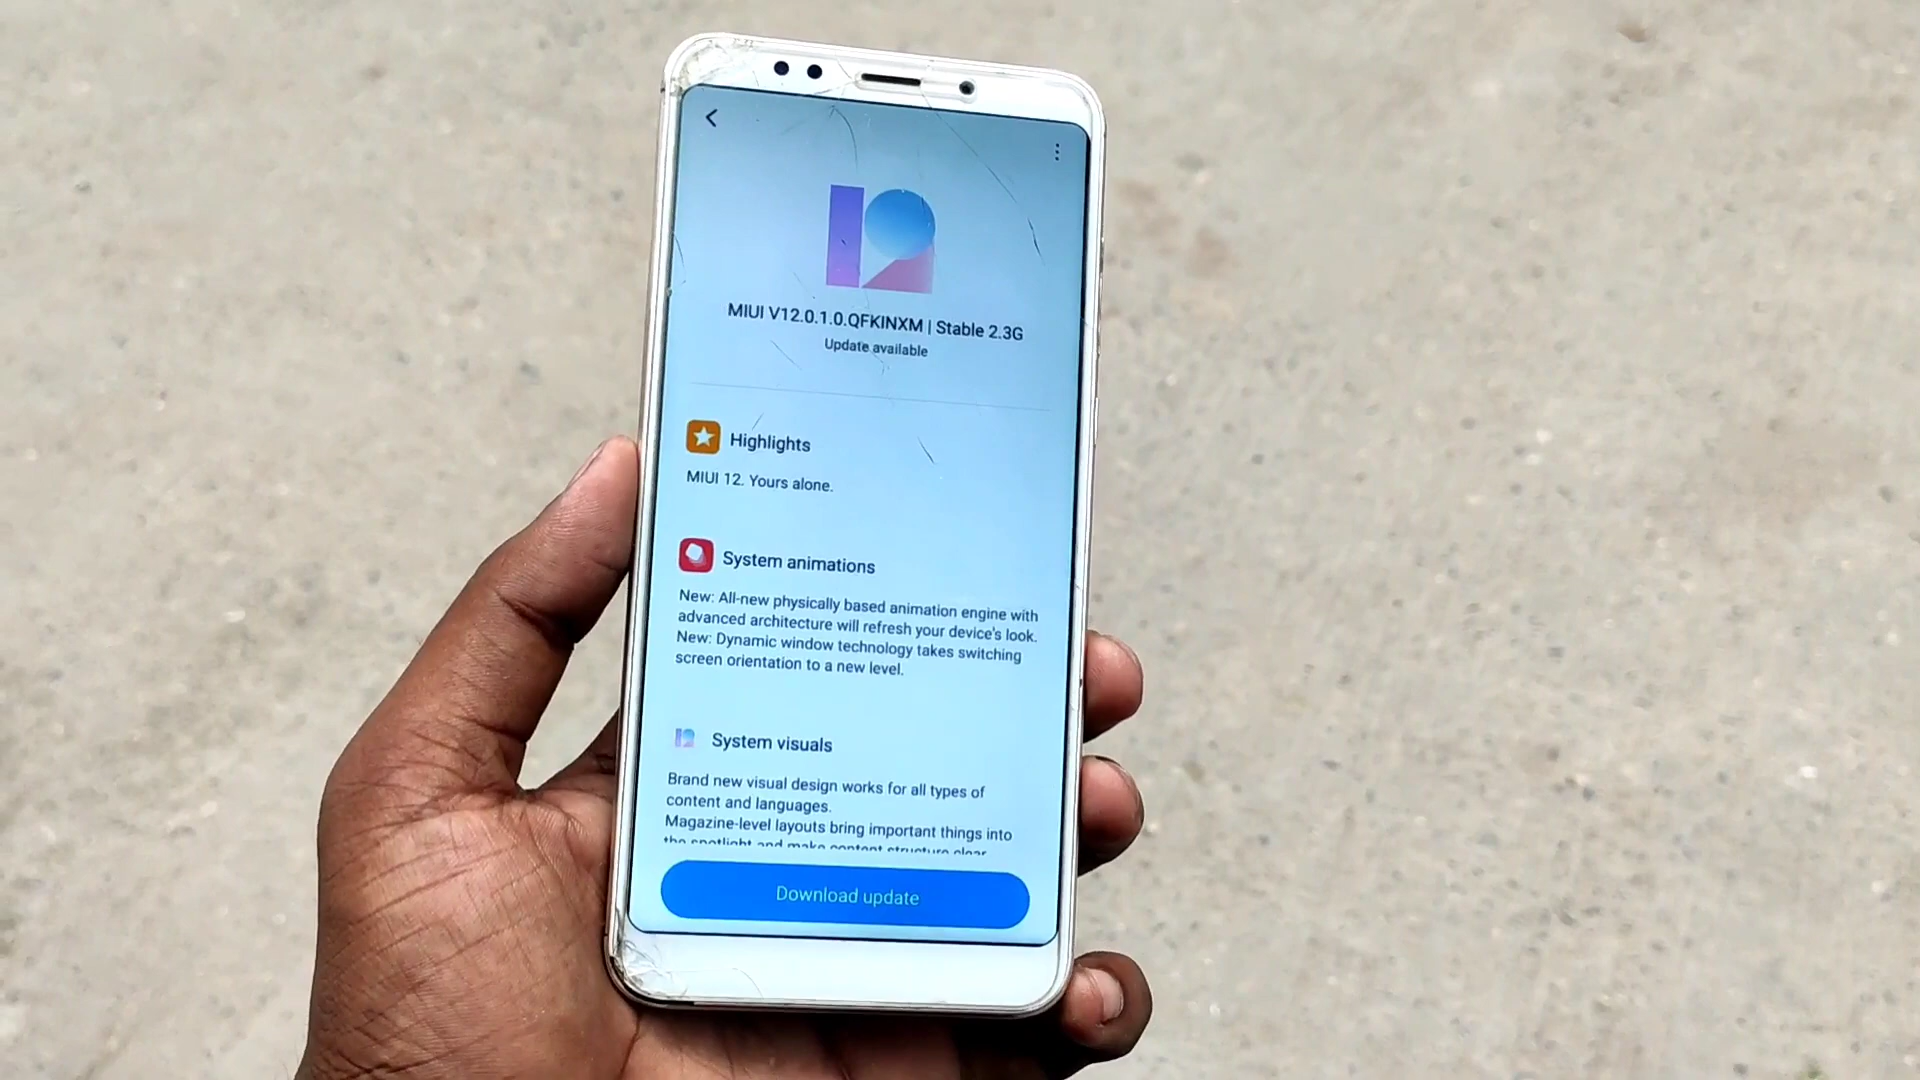 MIUI V12.0.1.0.QFKINXM | Stable 2.3G
Update available
Highlights
MIUI 12. Yours alone.
System animations
New: All-new physically based animation engine with
advanced architecture will refresh your device's look.
New: Dynamic window technology takes switching
screen orientation to a new level.
System visuals
Brand new visual design works for all types of
content and languages.
Magazine-level layouts bring important things into
the spotlight and make content structure clear
Download update